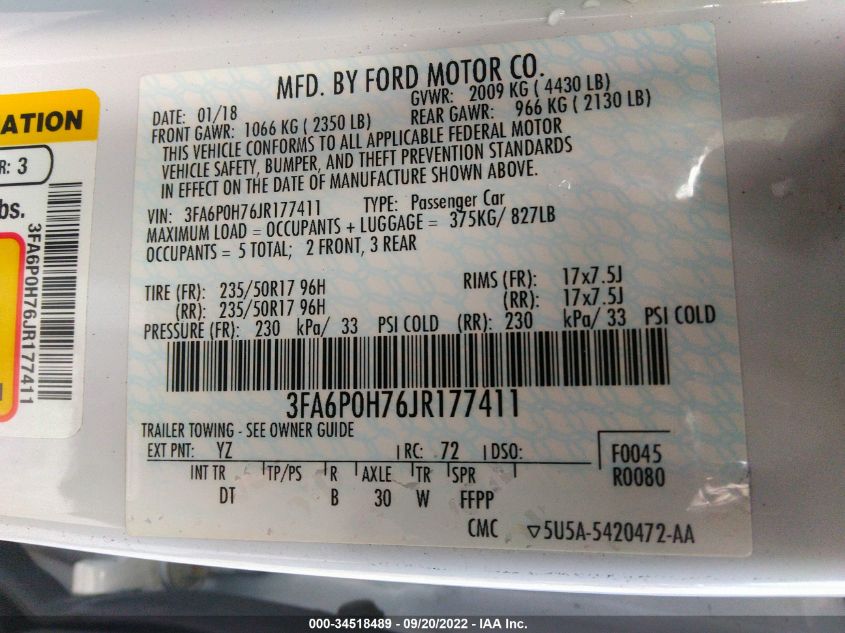 MFD. BY FORD MOTOR CO.
DATE: 01/18 GVWR: 2009 KG ( 4430 LB)
FRONT GAWR: 1066 KG ( 2350 LB) REAR GAWR: 966 KG ( 2130 LB)
THIS VEHICLE CONFORMS TO ALL APPLICABLE FEDERAL MOTOR
VEHICLE SAFETY, BUMPER, AND THEFT PREVENTION STANDARDS
IN EFFECT ON THE DATE OF MANUFACTURE SHOWN ABOVE.
VIN: 3FA6P0H76JR177411 TYPE: Passenger Car
MAXIMUM LOAD = OCCUPANTS + LUGGAGE = 375KG/ 827LB
OCCUPANTS = 5 TOTAL; 2 FRONT, 3 REAR
TIRE (FR): 235/50R17 96H RIMS (FR): 17x7.5J
(RR): 235/50R17 96H (RR): 17x7.5J
PRESSURE (FR): 230 kPa/ 33 PSI COLD (RR): 230 kPa/ 33 PSI COLD
3FA6P0H76JR177411
TRAILER TOWING - SEE OWNER GUIDE
EXT PNT: YZ RC: 72 DSO: F0045
R0080
INT TR TP/PS R AXLE TR SPR
DT B 30 W FFPP
CMC ▽5U5A-5420472-AA
ATION
R: 3
bs.
3FA6P0H76JR177411
000-34518489 - 09/20/2022 - IAA Inc.